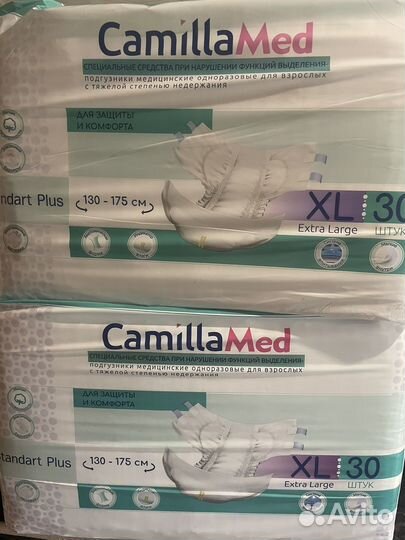 CamillaMed
СПЕЦИАЛЬНЫЕ СРЕДСТВА ПРИ НАРУШЕНИИ ФУНКЦИЙ ВЫДЕЛЕНИЯ-
подгузники медицинские одноразовые для взрослых
с тяжелой степенью недержания
ДЛЯ ЗАЩИТЫ
И КОМФОРТА
ndart Plus
130 - 175 СМ
XL 30
Extra Large ШТУК
CamillaMed
СПЕЦИАЛЬНЫЕ СРЕДСТВА ПРИ НАРУШЕНИИ ФУНКЦИЙ ВЫДЕЛЕНИЯ-
подгузники медицинские одноразовые для взрослых
с тяжелой степенью недержания
ДЛЯ ЗАЩИТЫ
И КОМФОРТА
tandart Plus
130 - 175 СМ
XL 30
Extra Large ШТУК
Avito